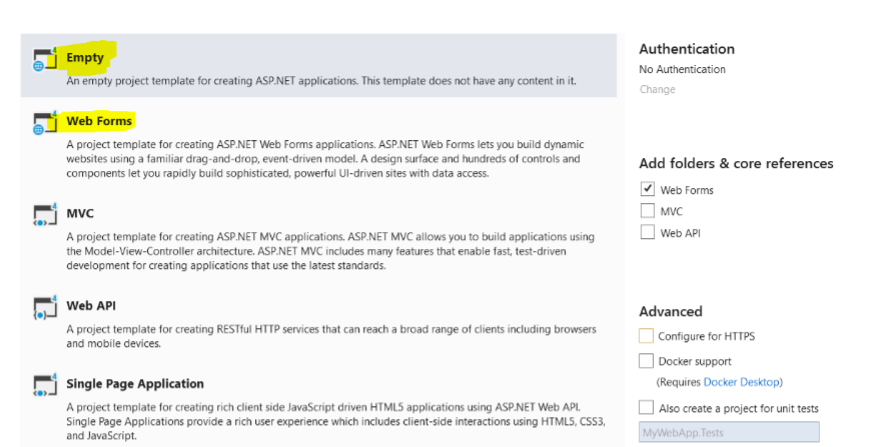 Empty
An empty project template for creating ASP.NET applications. This template does not have any content in it.
Web Forms
A project template for creating ASP.NET Web Forms applications. ASP.NET Web Forms lets you build dynamic
websites using a familiar drag-and-drop, event-driven model. A design surface and hundreds of controls and
components let you rapidly build sophisticated, powerful UI-driven sites with data access.
MVC
A project template for creating ASP.NET MVC applications. ASP.NET MVC allows you to build applications using
the Model-View-Controller architecture. ASP.NET MVC includes many features that enable fast, test-driven
development for creating applications that use the latest standards.
Web API
A project template for creating RESTful HTTP services that can reach a broad range of clients including browsers
and mobile devices.
Single Page Application
A project template for creating rich client side JavaScript driven HTML5 applications using ASP.NET Web API.
Single Page Applications provide a rich user experience which includes client-side interactions using HTML5, CSS3,
and JavaScript.
Authentication
No Authentication
Change
Add folders & core references
Web Forms
MVC
Web API
Advanced
Configure for HTTPS
Docker support
(Requires Docker Desktop)
Also create a project for unit tests
MyWebApp.Tests